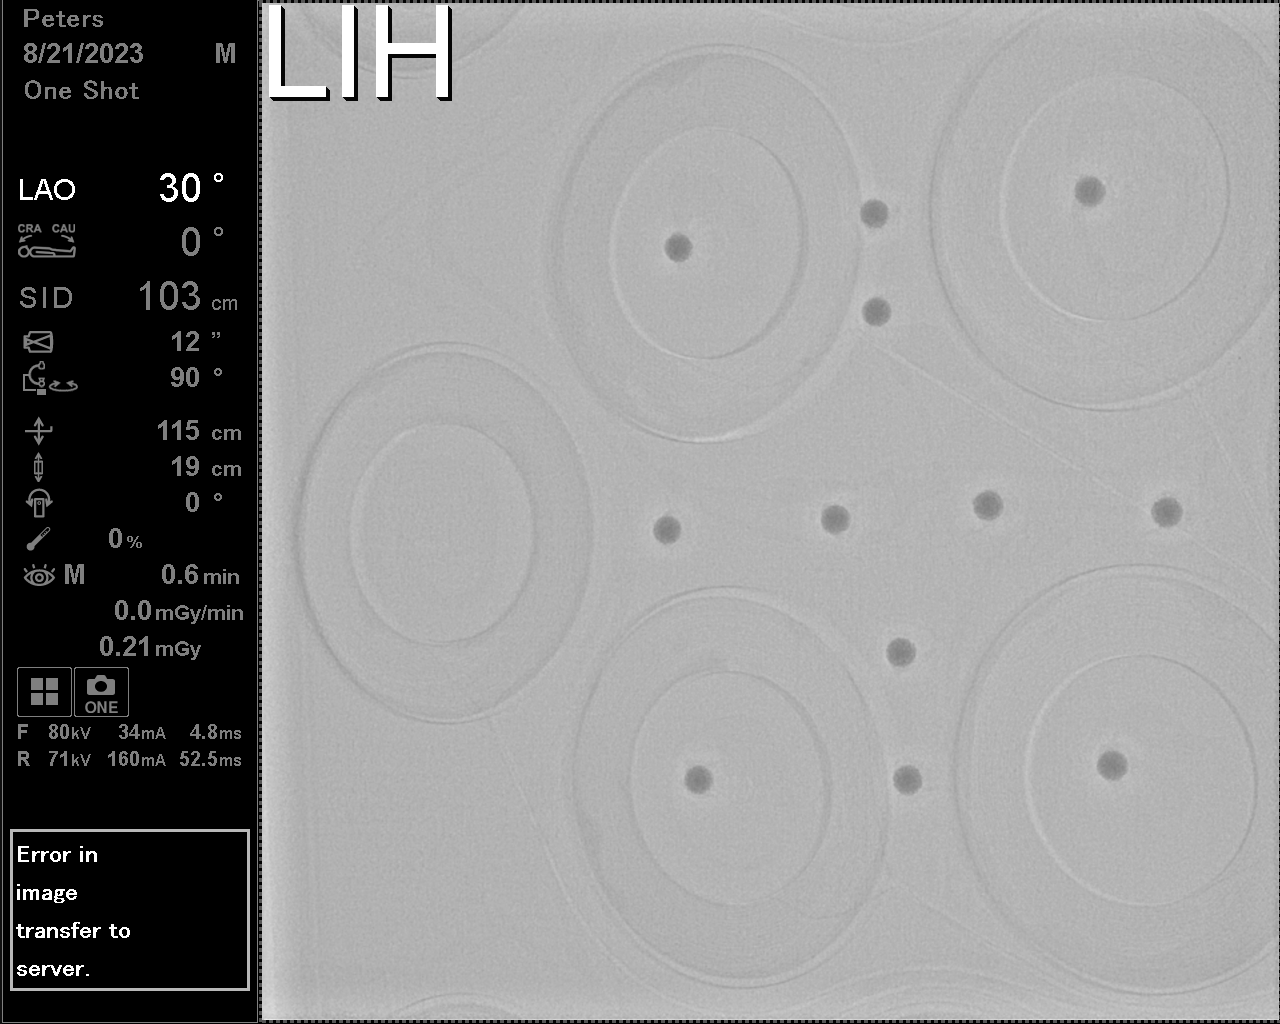 Peters
8/21/2023 M
One Shot
LIH
LAO 30 °
CRA CAU
0 °
SID 103 cm
12 ”
90 °
115 cm
19 cm
0 °
0 %
M 0.6 min
0.0 mGy/min
0.21 mGy
ONE
F 80kV 34mA 4.8ms
R 71kV 160mA 52.5ms
Error in
image
transfer to
server.